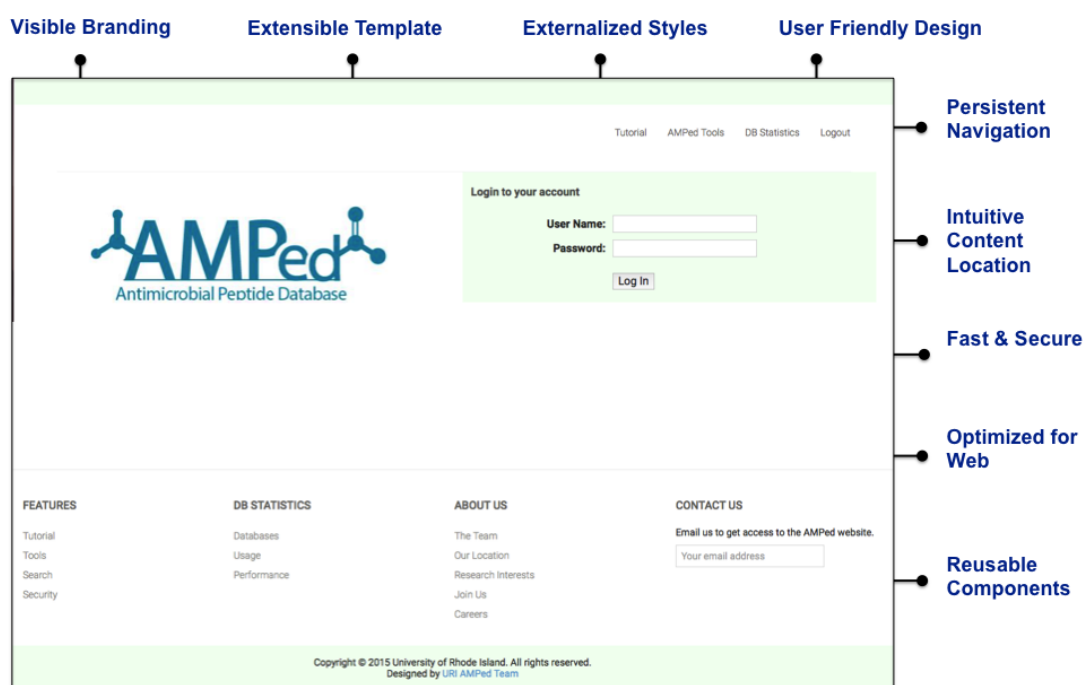 Visible Branding
Extensible Template
Externalized Styles
User Friendly Design
Persistent
Navigation
Tutorial
AMPed Tools
DB Statistics
Logout
Login to your account
User Name:
Password:
Log In
AMPed
Antimicrobial Peptide Database
Intuitive
Content
Location
Fast & Secure
Optimized for
Web
FEATURES
Tutorial
Tools
Search
Security
DB STATISTICS
Databases
Usage
Performance
ABOUT US
The Team
Our Location
Research Interests
Join Us
Careers
CONTACT US
Email us to get access to the AMPed website.
Your email address
Reusable
Components
Copyright © 2015 University of Rhode Island. All rights reserved.
Designed by URI AMPed Team